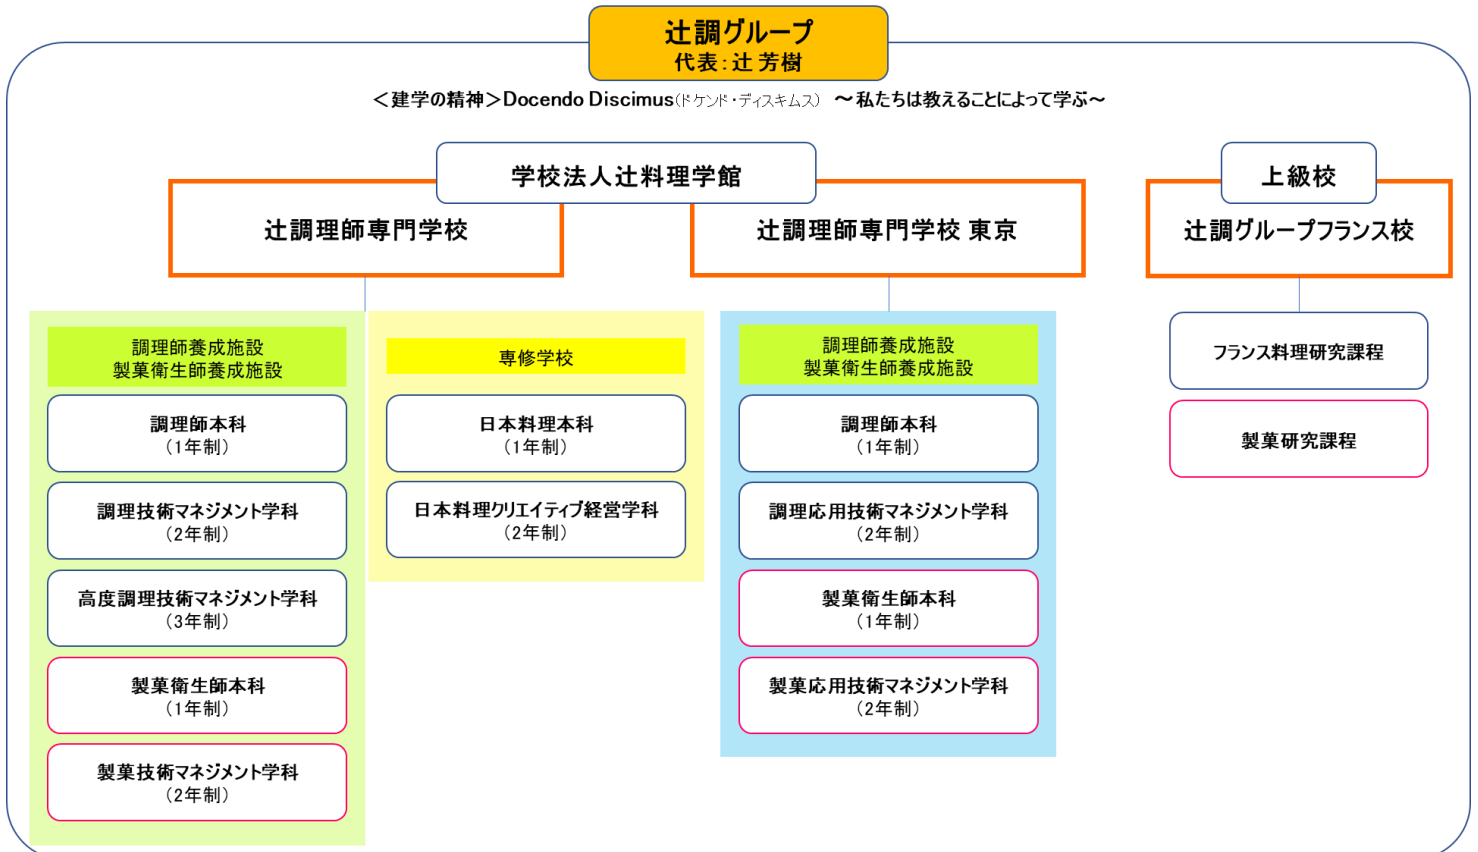 辻調グループ
代表：辻 芳樹
＜建学の精神＞Docendo Discimus（ドケンド・ディスキムス） ～私たちは教えることによって学ぶ～
学校法人辻料理学館
辻調理師専門学校
辻調理師専門学校 東京
上級校
辻調グループフランス校
調理師養成施設
製菓衛生師養成施設
調理師本科
（1年制）
調理技術マネジメント学科
（2年制）
高度調理技術マネジメント学科
（3年制）
製菓衛生師本科
（1年制）
製菓技術マネジメント学科
（2年制）
専修学校
日本料理本科
（1年制）
日本料理クリエイティブ経営学科
（2年制）
調理師養成施設
製菓衛生師養成施設
調理師本科
（1年制）
調理応用技術マネジメント学科
（2年制）
製菓衛生師本科
（1年制）
製菓応用技術マネジメント学科
（2年制）
フランス料理研究課程
製菓研究課程